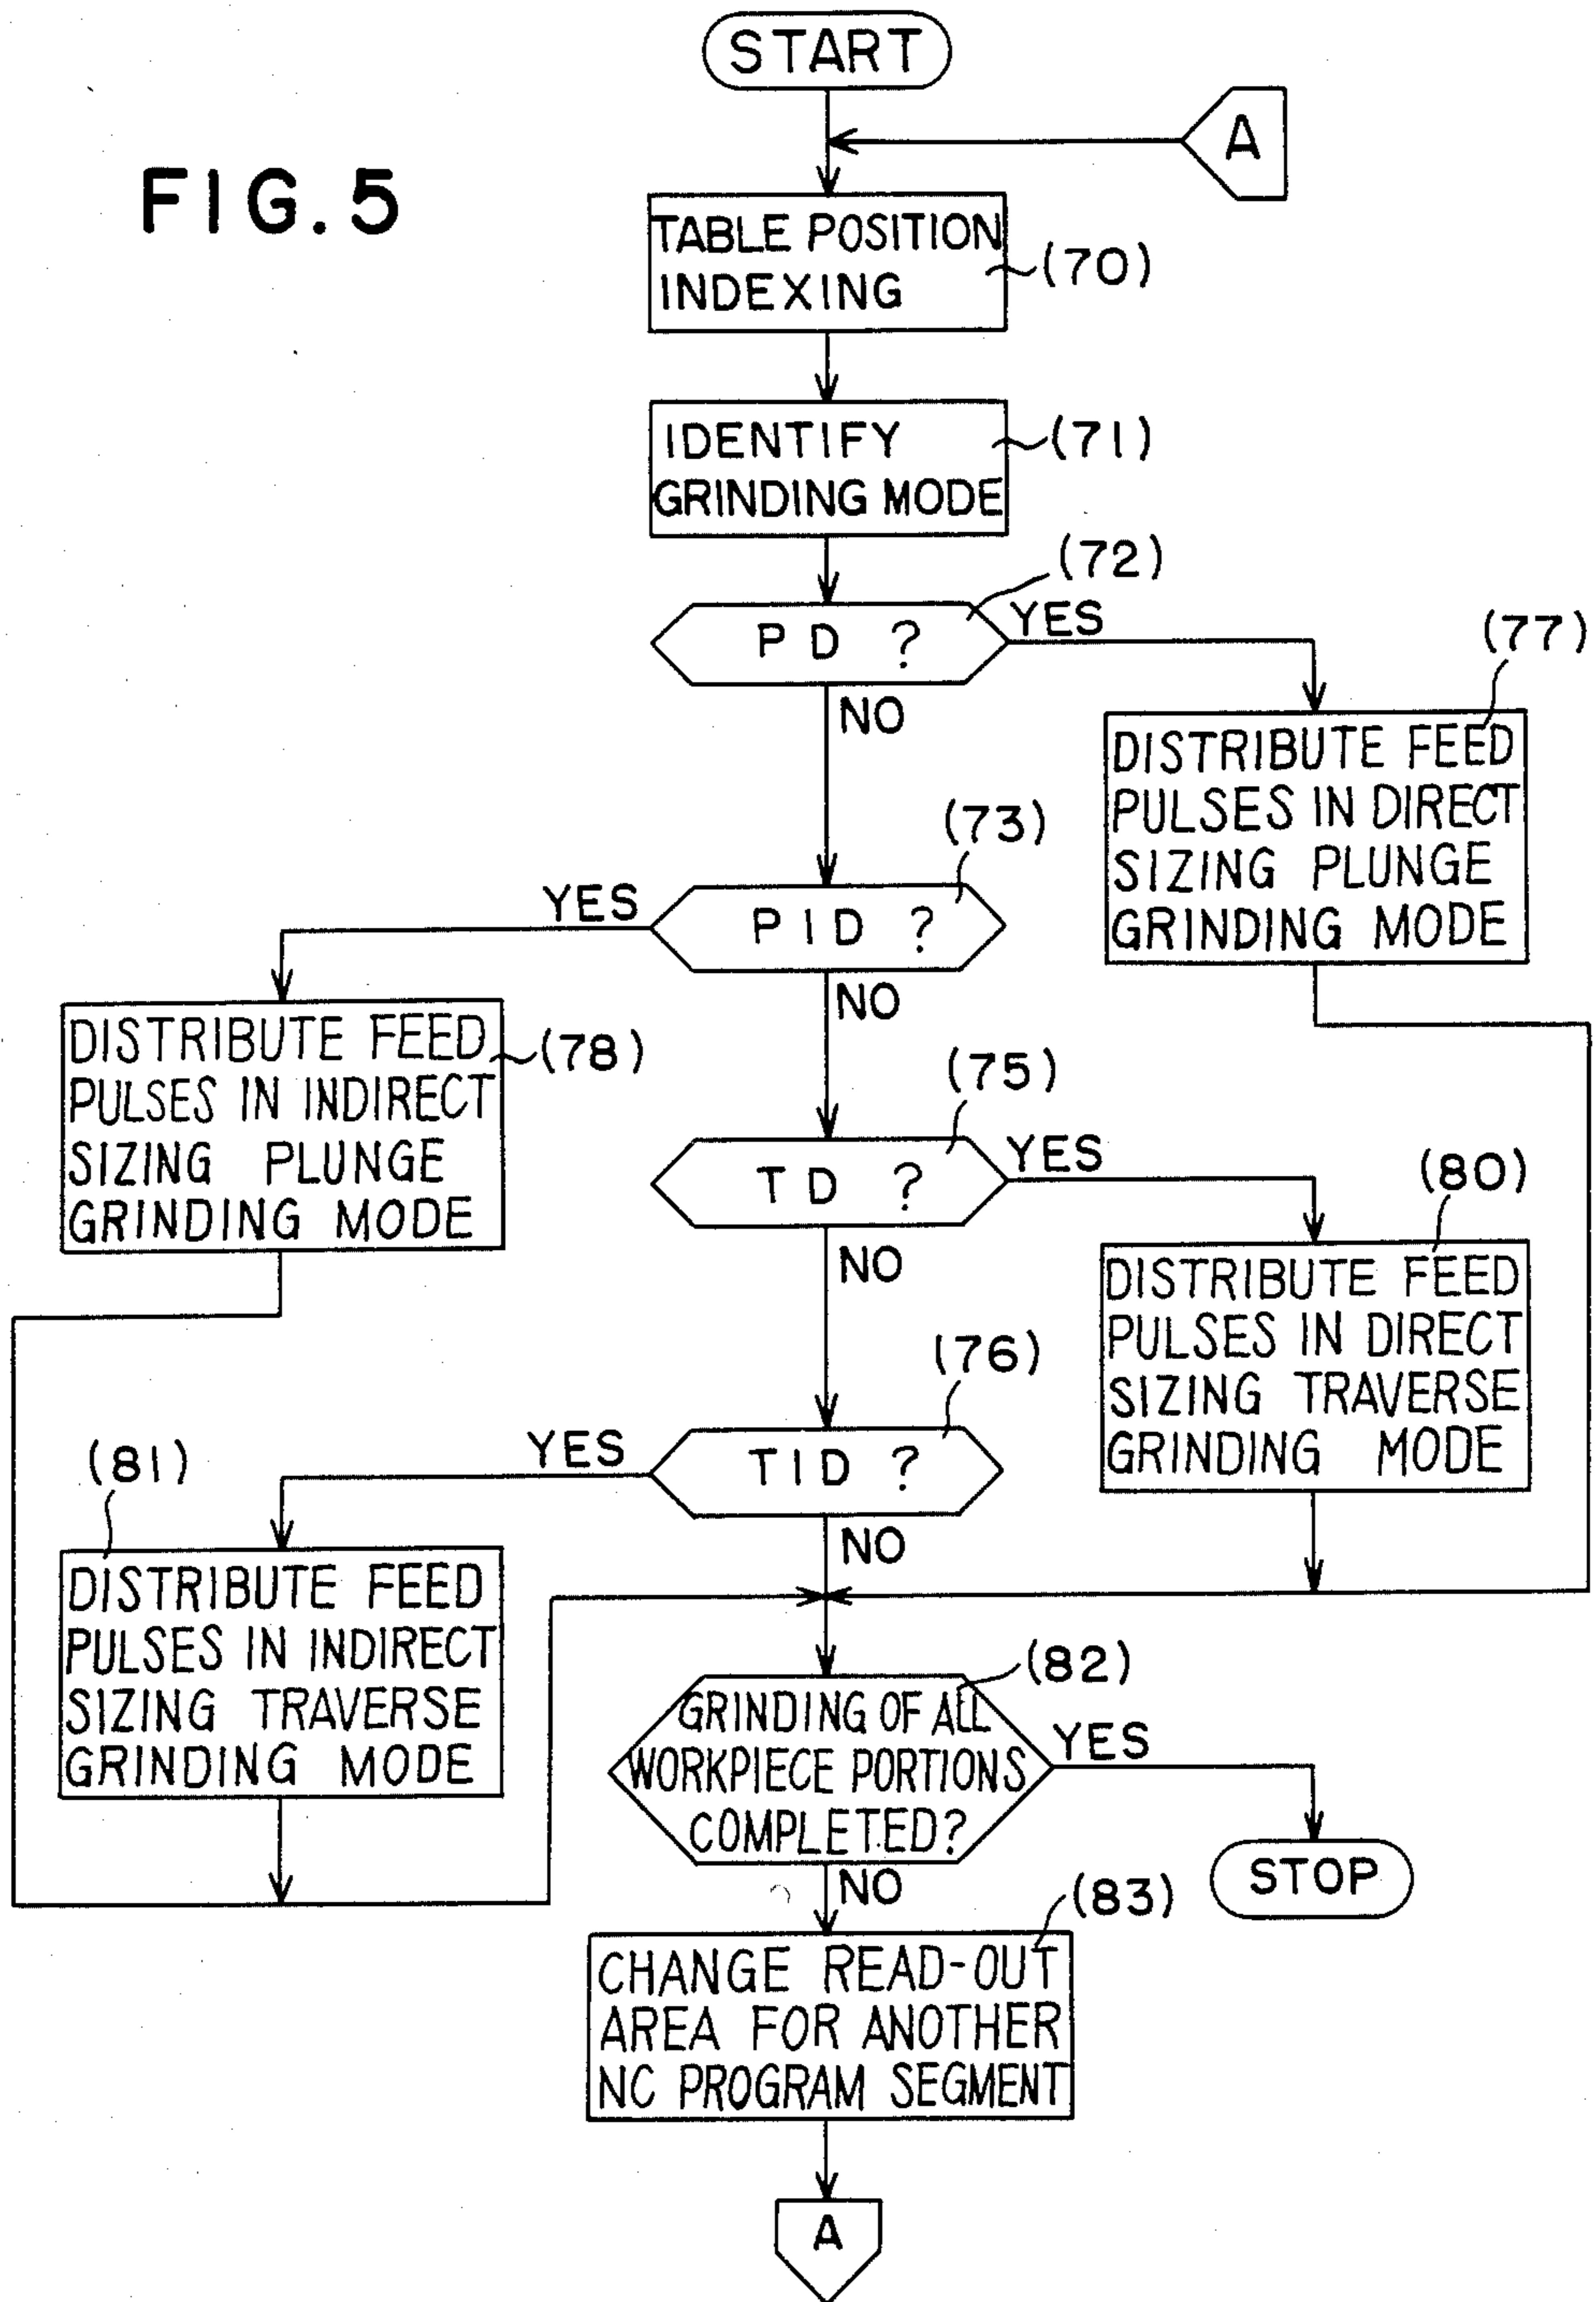 START
A
FIG. 5
TABLE POSITION
INDEXING
(70)
IDENTIFY
GRINDING MODE
(71)
(72)
P D ?
YES
NO
(77)
DISTRIBUTE FEED
PULSES IN DIRECT
SIZING PLUNGE
GRINDING MODE
(73)
P I D ?
YES
NO
DISTRIBUTE FEED
PULSES IN INDIRECT
SIZING PLUNGE
GRINDING MODE
(78)
(75)
T D ?
YES
NO
(80)
DISTRIBUTE FEED
PULSES IN DIRECT
SIZING TRAVERSE
GRINDING MODE
(76)
T I D ?
YES
NO
(81)
DISTRIBUTE FEED
PULSES IN INDIRECT
SIZING TRAVERSE
GRINDING MODE
(82)
GRINDING OF ALL
WORKPIECE PORTIONS
COMPLETED?
YES
STOP
NO
(83)
CHANGE READ-OUT
AREA FOR ANOTHER
NC PROGRAM SEGMENT
A